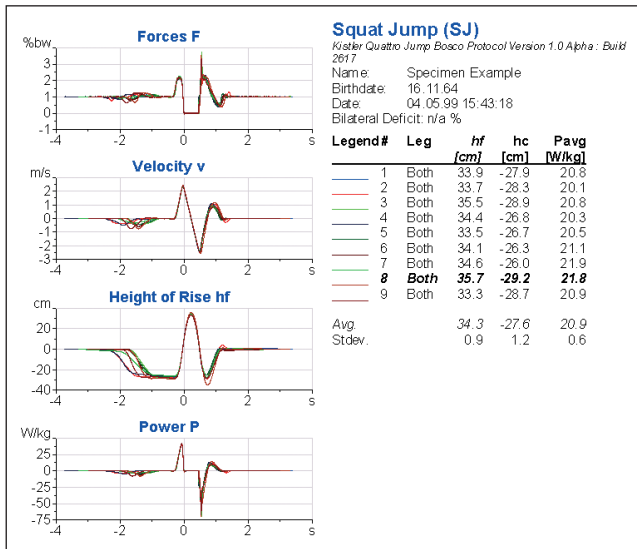 Forces F
%bw
3
2
1
0
-1
-4
-2
0
2
s
Velocity v
m/s
2
1
0
-1
-2
-3
-4
-2
0
2
s
Height of Rise hf
cm
20
0
-20
-40
-4
-2
0
2
s
Power P
W/kg
25
0
-25
-50
-75
-4
-2
0
2
s
Squat Jump (SJ)
Kistler Quattro Jump Bosco Protocol Version 1.0 Alpha : Build
2617
Name: Specimen Example
Birthdate: 16.11.64
Date: 04.05.99 15:43:18
Bilateral Deficit: n/a %
Legend # Leg hf hc Pavg
[cm] [cm] [W/kg]
1 Both 33.9 -27.9 20.8
2 Both 33.7 -28.3 20.1
3 Both 35.5 -28.9 20.8
4 Both 34.4 -26.8 20.3
5 Both 33.5 -26.7 20.5
6 Both 34.1 -26.3 21.1
7 Both 34.6 -26.0 21.9
8 Both 35.7 -29.2 21.8
9 Both 33.3 -28.7 20.9
Avg. 34.3 -27.6 20.9
Stdev. 0.9 1.2 0.6